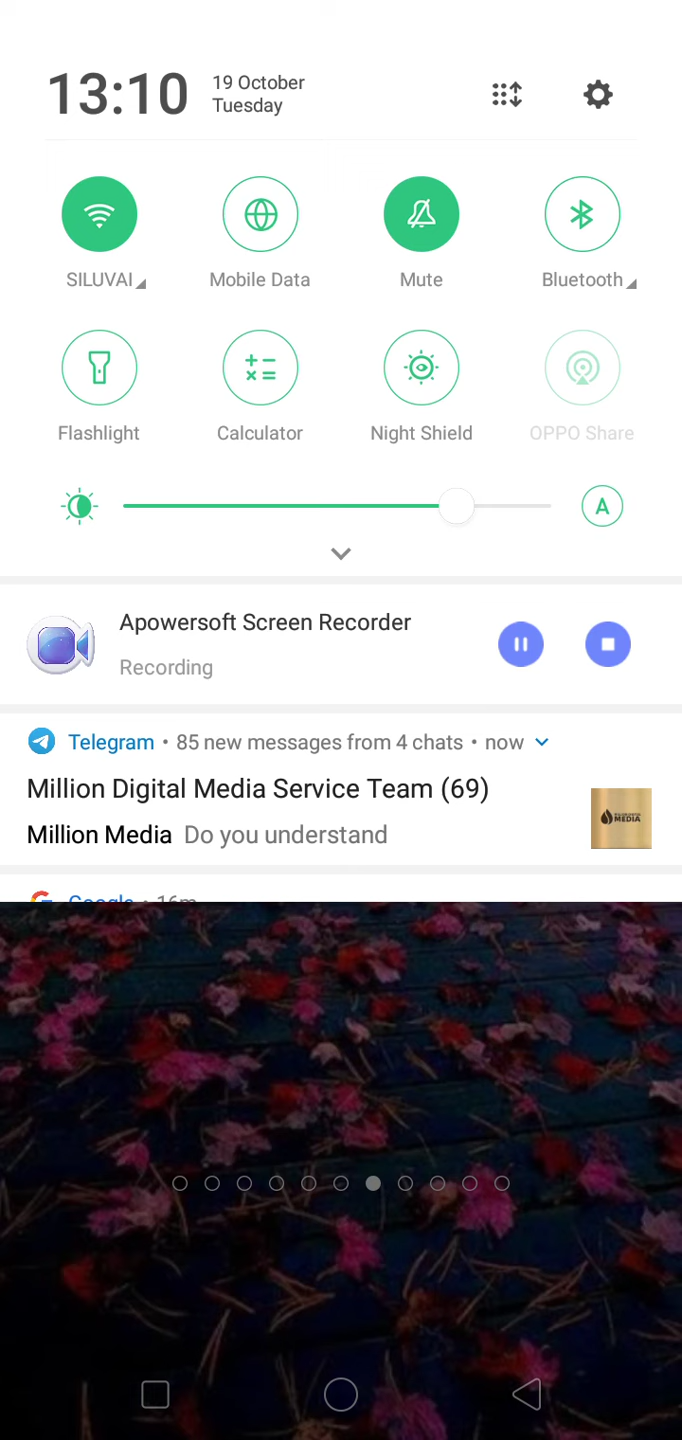 13:10
19 October
Tuesday
SILUVAI
Mobile Data
Mute
Bluetooth
Flashlight
Calculator
Night Shield
OPPO Share
A
Apowersoft Screen Recorder
Recording
Telegram • 85 new messages from 4 chats • now
Million Digital Media Service Team (69)
Million Media Do you understand
MEDIA
Google • 16m